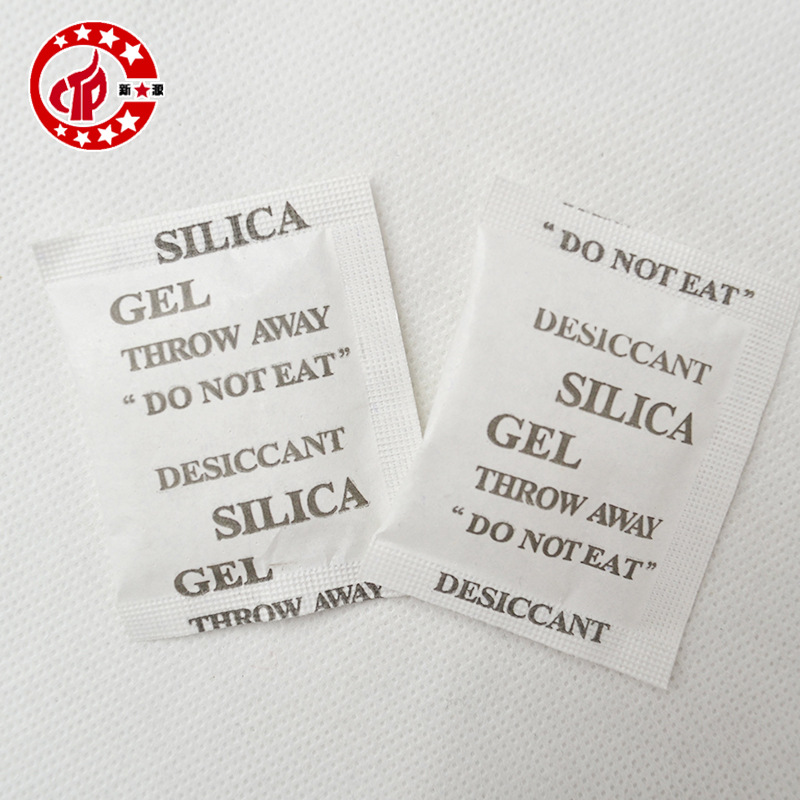 新★源
SILICA
GEL
THROW AWAY
“DO NOT EAT”
DESICCANT
SILICA
GEL
THROW AWAY
“DO NOT EAT”
DESICCANT
SILICA
GEL
THROW AWAY
“DO NOT EAT”
DESICCANT